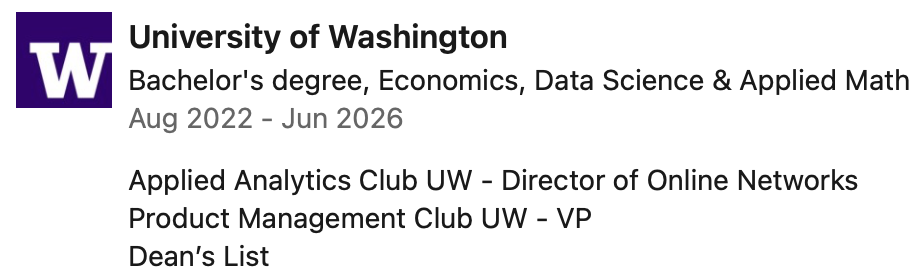 W
University of Washington
Bachelor's degree, Economics, Data Science & Applied Math
Aug 2022 - Jun 2026
Applied Analytics Club UW - Director of Online Networks
Product Management Club UW - VP
Dean’s List